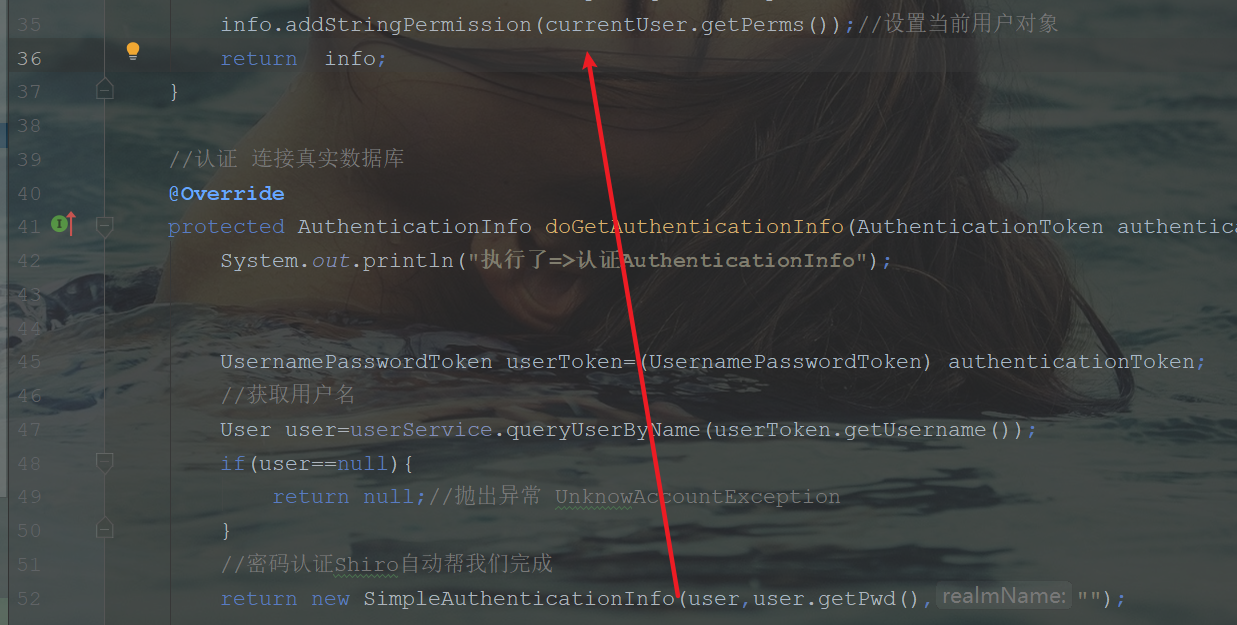 35 info.addStringPermission(currentUser.getPerms());//设置当前用户对象
36 return info;
37 }
38
39 //认证 连接真实数据库
40 @Override
41 protected AuthenticationInfo doGetAuthenticationInfo(AuthenticationToken authentica
42 System.out.println("执行了=>认证AuthenticationInfo");
43
44
45 UsernamePasswordToken userToken=(UsernamePasswordToken) authenticationToken;
46 //获取用户名
47 User user=userService.queryUserByName(userToken.getUsername());
48 if(user==null){
49 return null;//抛出异常 UnknowAccountException
50 }
51 //密码认证Shiro自动帮我们完成
52 return new SimpleAuthenticationInfo(user,user.getPwd(), realmName: "");